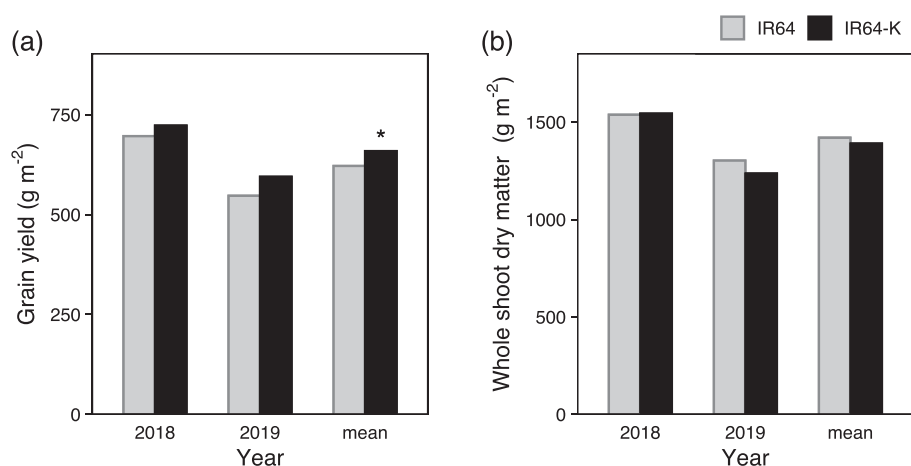 IR64 IR64-K
(a)
Grain yield (g m-2)
750
500
250
0
*
2018 2019 mean
Year
(b)
Whole shoot dry matter (g m-2)
1500
1000
500
0
2018 2019 mean
Year